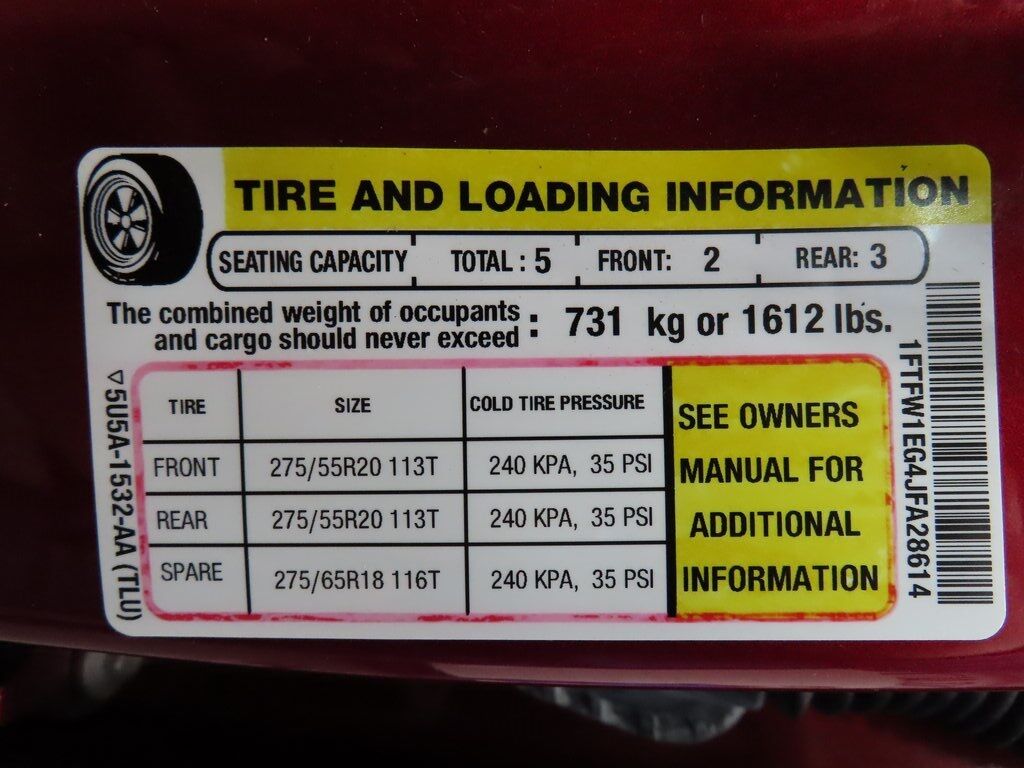 TIRE AND LOADING INFORMATION
SEATING CAPACITY TOTAL : 5 FRONT: 2 REAR: 3
The combined weight of occupants
and cargo should never exceed : 731 kg or 1612 lbs.
TIRE SIZE COLD TIRE PRESSURE
FRONT 275/55R20 113T 240 KPA, 35 PSI
REAR 275/55R20 113T 240 KPA, 35 PSI
SPARE 275/65R18 116T 240 KPA, 35 PSI
SEE OWNERS
MANUAL FOR
ADDITIONAL
INFORMATION
5U5A-1532-AA (TLU)
1FTFW1EG4JFA28614